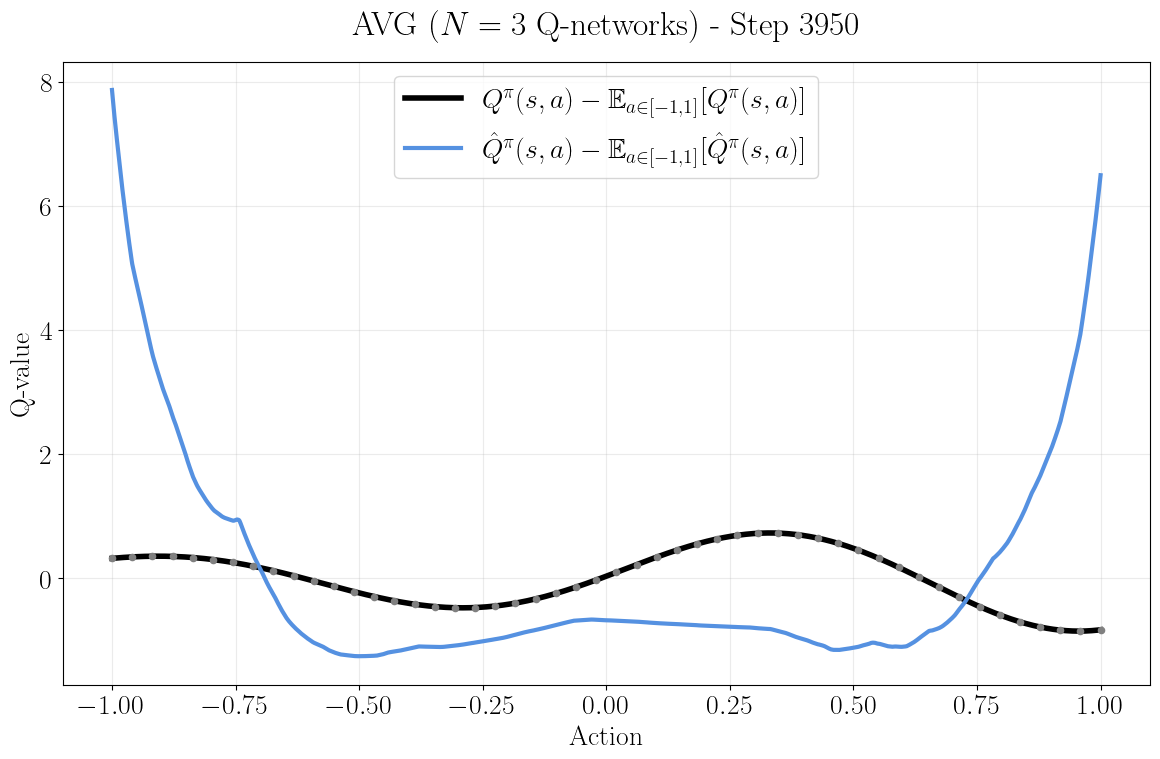 AVG (N = 3 Q-networks) - Step 3950
Q^π(s, a) − 𝔼_{a∈[−1,1]}[Q^π(s, a)]
Q̂^π(s, a) − 𝔼_{a∈[−1,1]}[Q̂^π(s, a)]
8
6
4
2
0
Q-value
−1.00 −0.75 −0.50 −0.25 0.00 0.25 0.50 0.75 1.00
Action